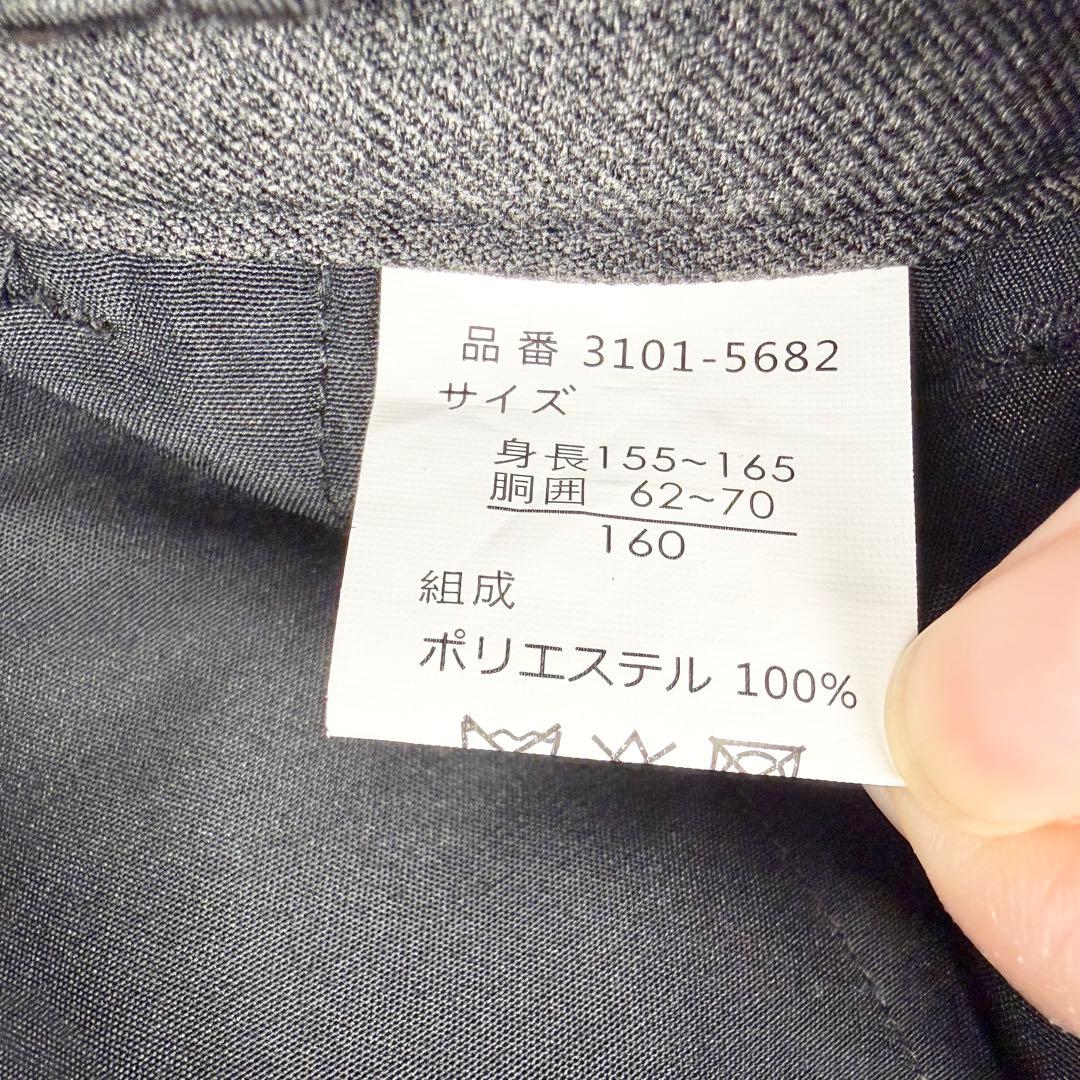 品番 3101-5682
サイズ
身長155~165
胴囲 62~70
160
組成
ポリエステル 100%